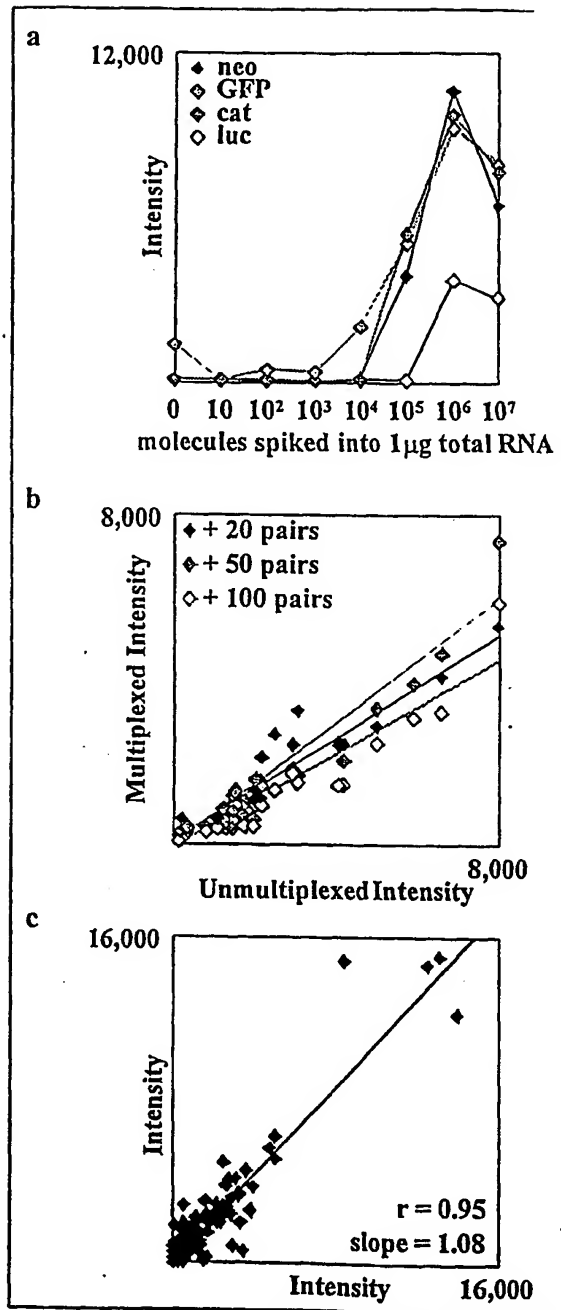 a
12,000
neo
GFP
cat
luc
Intensity
0 10 10² 10³ 10⁴ 10⁵ 10⁶ 10⁷
molecules spiked into 1µg total RNA
b
8,000
+ 20 pairs
+ 50 pairs
+ 100 pairs
Multiplexed Intensity
8,000
Unmultiplexed Intensity
c
16,000
Intensity
r = 0.95
slope = 1.08
Intensity 16,000